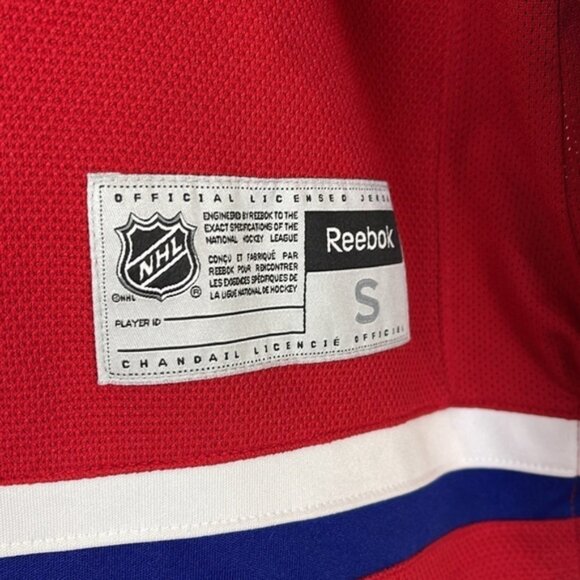 OFFICIAL LICENSED JERSEY
NHL
©NHL
®
ENGINEERED BY REEBOK TO THE
EXACT SPECIFICATIONS OF THE
NATIONAL HOCKEY LEAGUE
CONÇU ET FABRIQUÉ PAR
REEBOK POUR RENCONTRER
LES EXIGENCES SPÉCIFIQUES DE
LA LIGUE NATIONAL DE HOCKEY
Reebok
S
PLAYER ID
CHANDAIL LICENCIÉ OFFICIEL